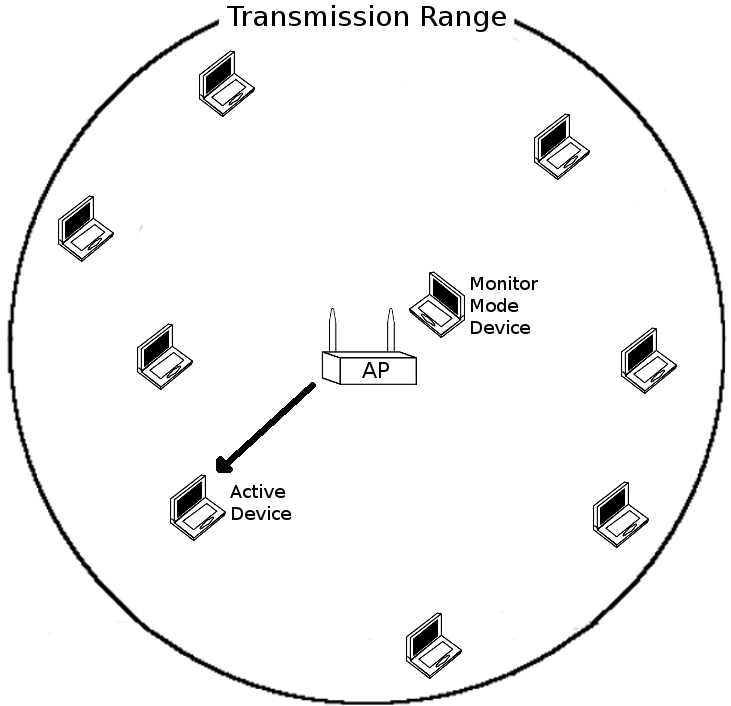 Transmission Range
Monitor
Mode
Device
AP
Active
Device